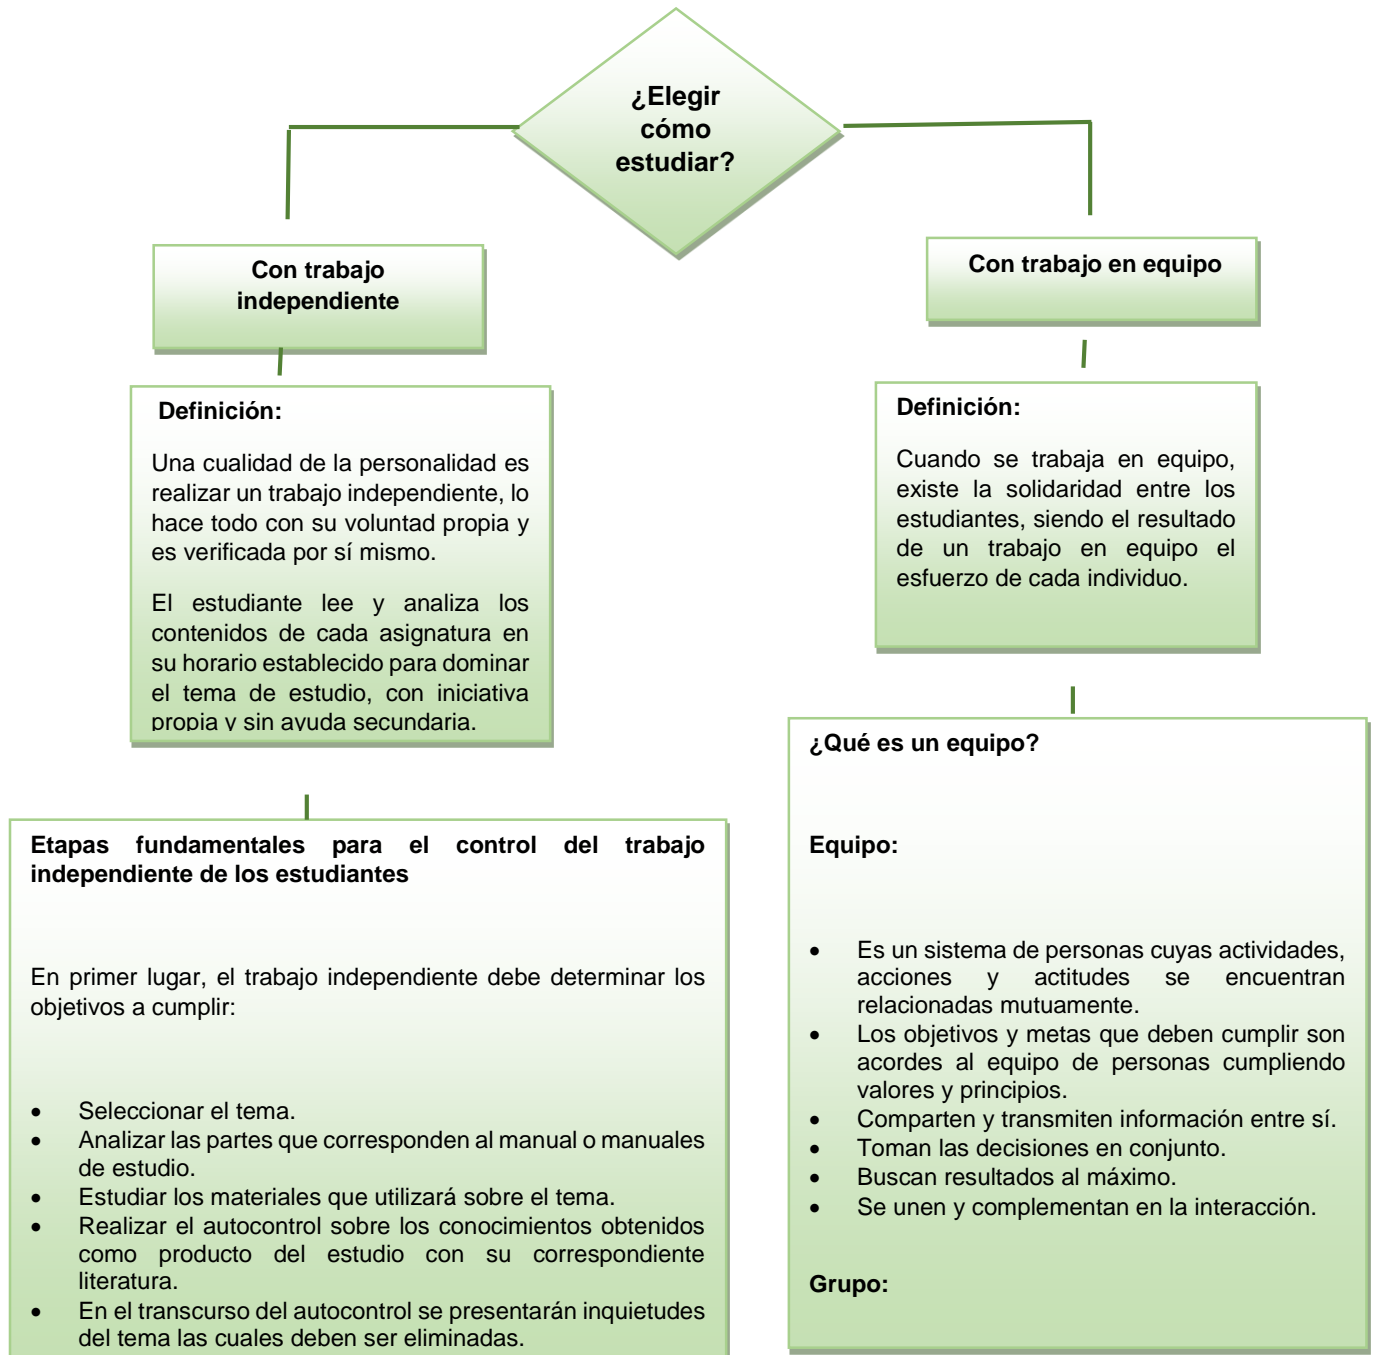 ¿Elegir
cómo
estudiar?
Con trabajo
independiente
Definición:
Una cualidad de la personalidad es
realizar un trabajo independiente, lo
hace todo con su voluntad propia y
es verificada por sí mismo.
El estudiante lee y analiza los
contenidos de cada asignatura en
su horario establecido para dominar
el tema de estudio, con iniciativa
propia y sin ayuda secundaria.
Etapas fundamentales para el control del trabajo
independiente de los estudiantes
En primer lugar, el trabajo independiente debe determinar los
objetivos a cumplir:
• Seleccionar el tema.
• Analizar las partes que corresponden al manual o manuales
de estudio.
• Estudiar los materiales que utilizará sobre el tema.
• Realizar el autocontrol sobre los conocimientos obtenidos
como producto del estudio con su correspondiente
literatura.
• En el transcurso del autocontrol se presentarán inquietudes
del tema las cuales deben ser eliminadas.
Con trabajo en equipo
Definición:
Cuando se trabaja en equipo,
existe la solidaridad entre los
estudiantes, siendo el resultado
de un trabajo en equipo el
esfuerzo de cada individuo.
¿Qué es un equipo?
Equipo:
• Es un sistema de personas cuyas actividades,
acciones y actitudes se encuentran
relacionadas mutuamente.
• Los objetivos y metas que deben cumplir son
acordes al equipo de personas cumpliendo
valores y principios.
• Comparten y transmiten información entre sí.
• Toman las decisiones en conjunto.
• Buscan resultados al máximo.
• Se unen y complementan en la interacción.
Grupo: